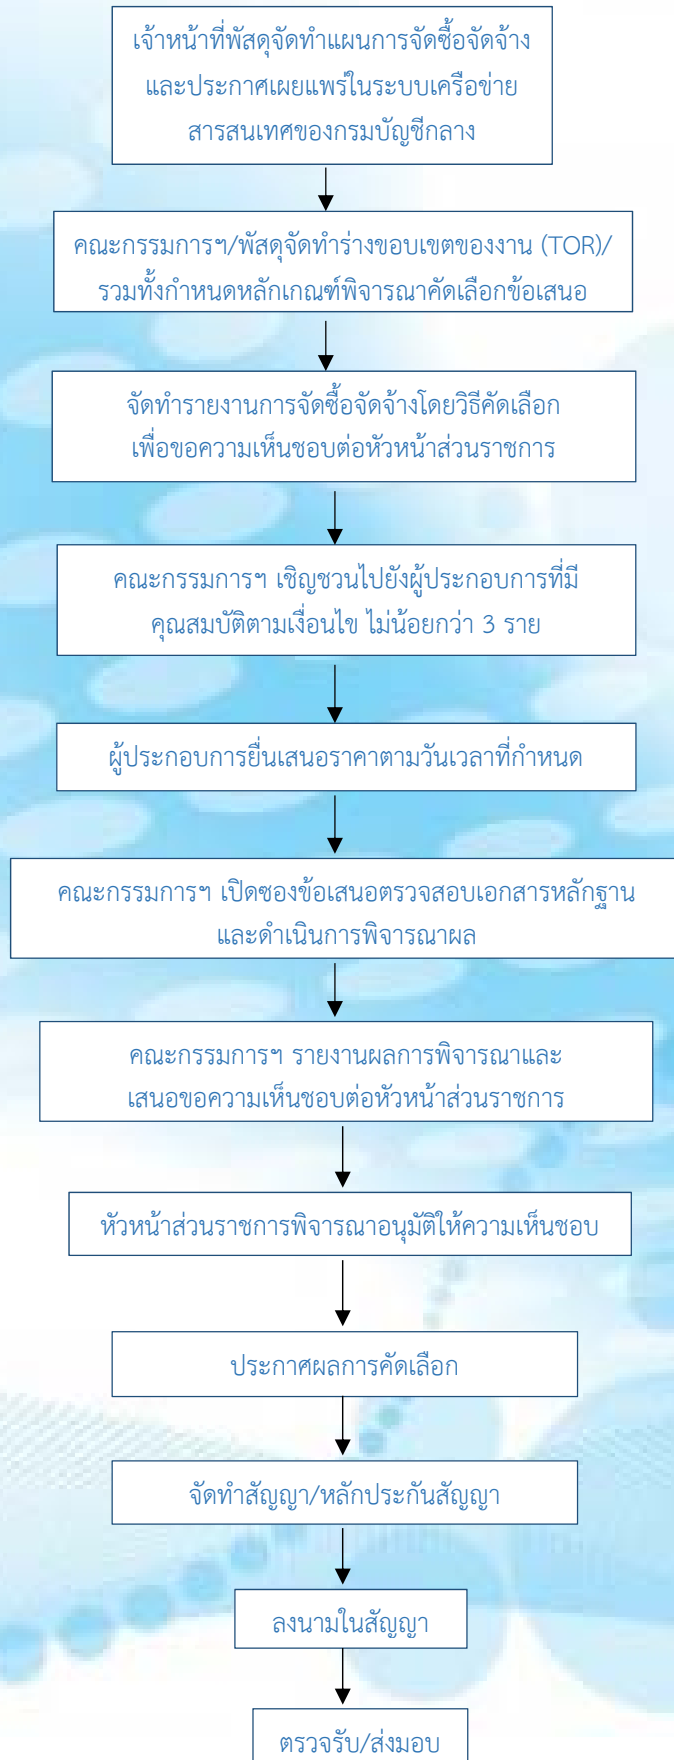 เจ้าหน้าที่พัสดุจัดทำแผนการจัดซื้อจัดจ้าง
และประกาศเผยแพร่ในระบบเครือข่าย
สารสนเทศของกรมบัญชีกลาง
คณะกรรมการฯ/พัสดุจัดทำร่างขอบเขตของงาน (TOR)/
รวมทั้งกำหนดหลักเกณฑ์พิจารณาคัดเลือกข้อเสนอ
จัดทำรายงานการจัดซื้อจัดจ้างโดยวิธีคัดเลือก
เพื่อขอความเห็นชอบต่อหัวหน้าส่วนราชการ
คณะกรรมการฯ เชิญชวนไปยังผู้ประกอบการที่มี
คุณสมบัติตามเงื่อนไข ไม่น้อยกว่า 3 ราย
ผู้ประกอบการยื่นเสนอราคาตามวันเวลาที่กำหนด
คณะกรรมการฯ เปิดซองข้อเสนอตรวจสอบเอกสารหลักฐาน
และดำเนินการพิจารณาผล
คณะกรรมการฯ รายงานผลการพิจารณาและ
เสนอขอความเห็นชอบต่อหัวหน้าส่วนราชการ
หัวหน้าส่วนราชการพิจารณาอนุมัติให้ความเห็นชอบ
ประกาศผลการคัดเลือก
จัดทำสัญญา/หลักประกันสัญญา
ลงนามในสัญญา
ตรวจรับ/ส่งมอบ